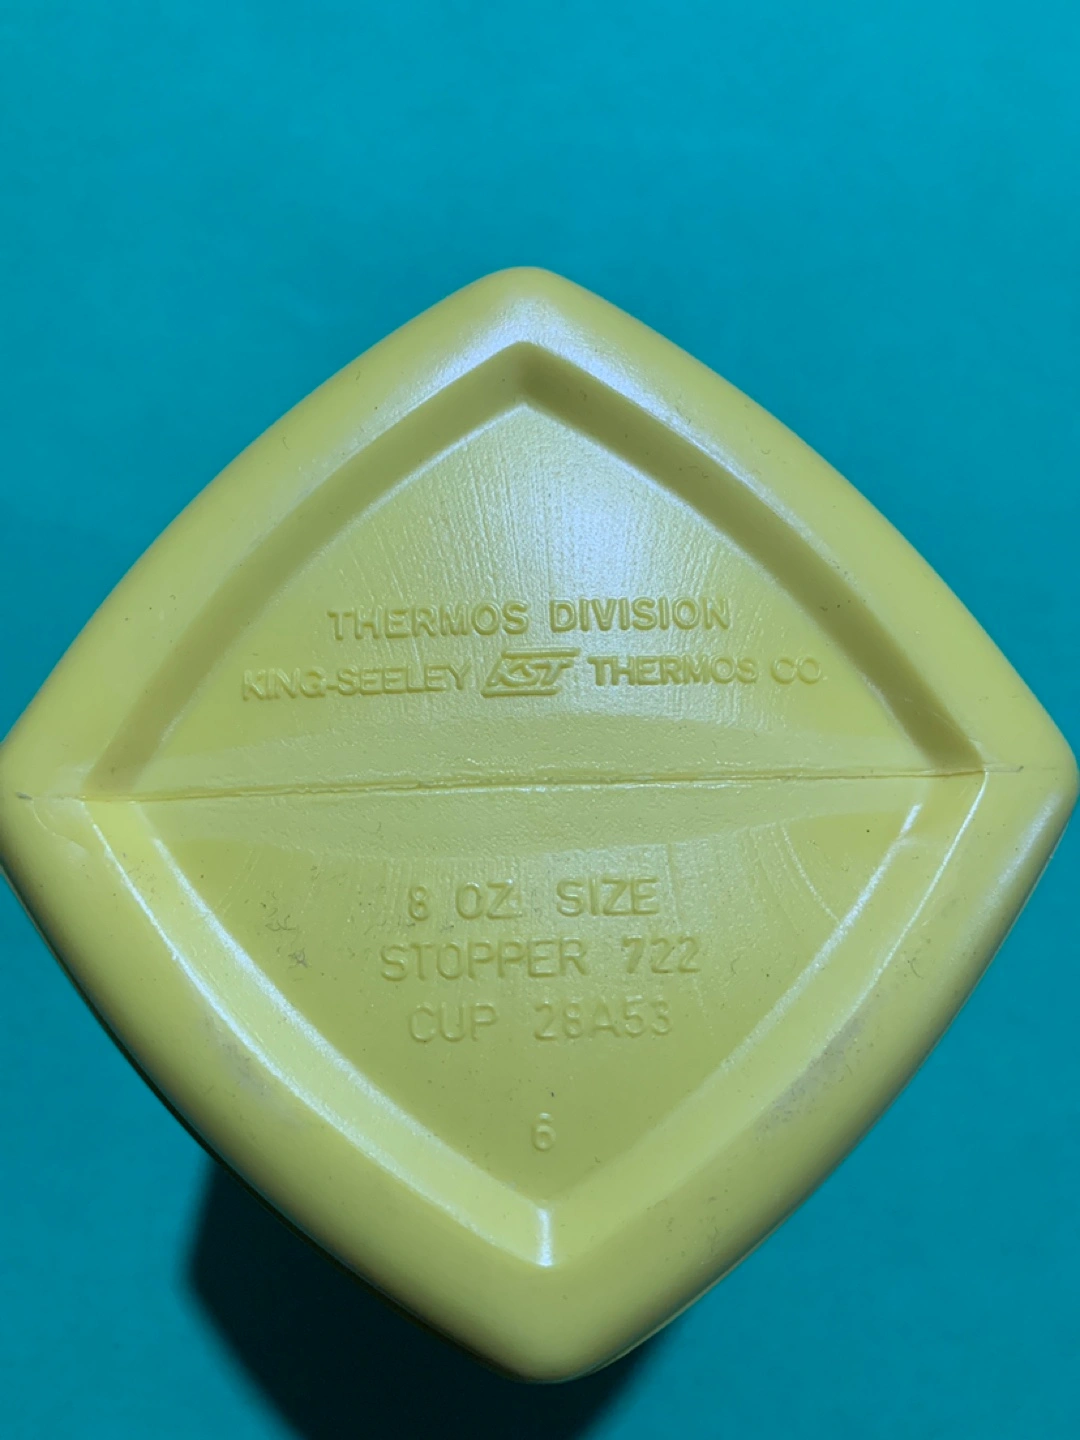 THERMOS DIVISION
KING-SEELEY KST THERMOS CO.
8 OZ. SIZE
STOPPER 722
CUP 28A53
6